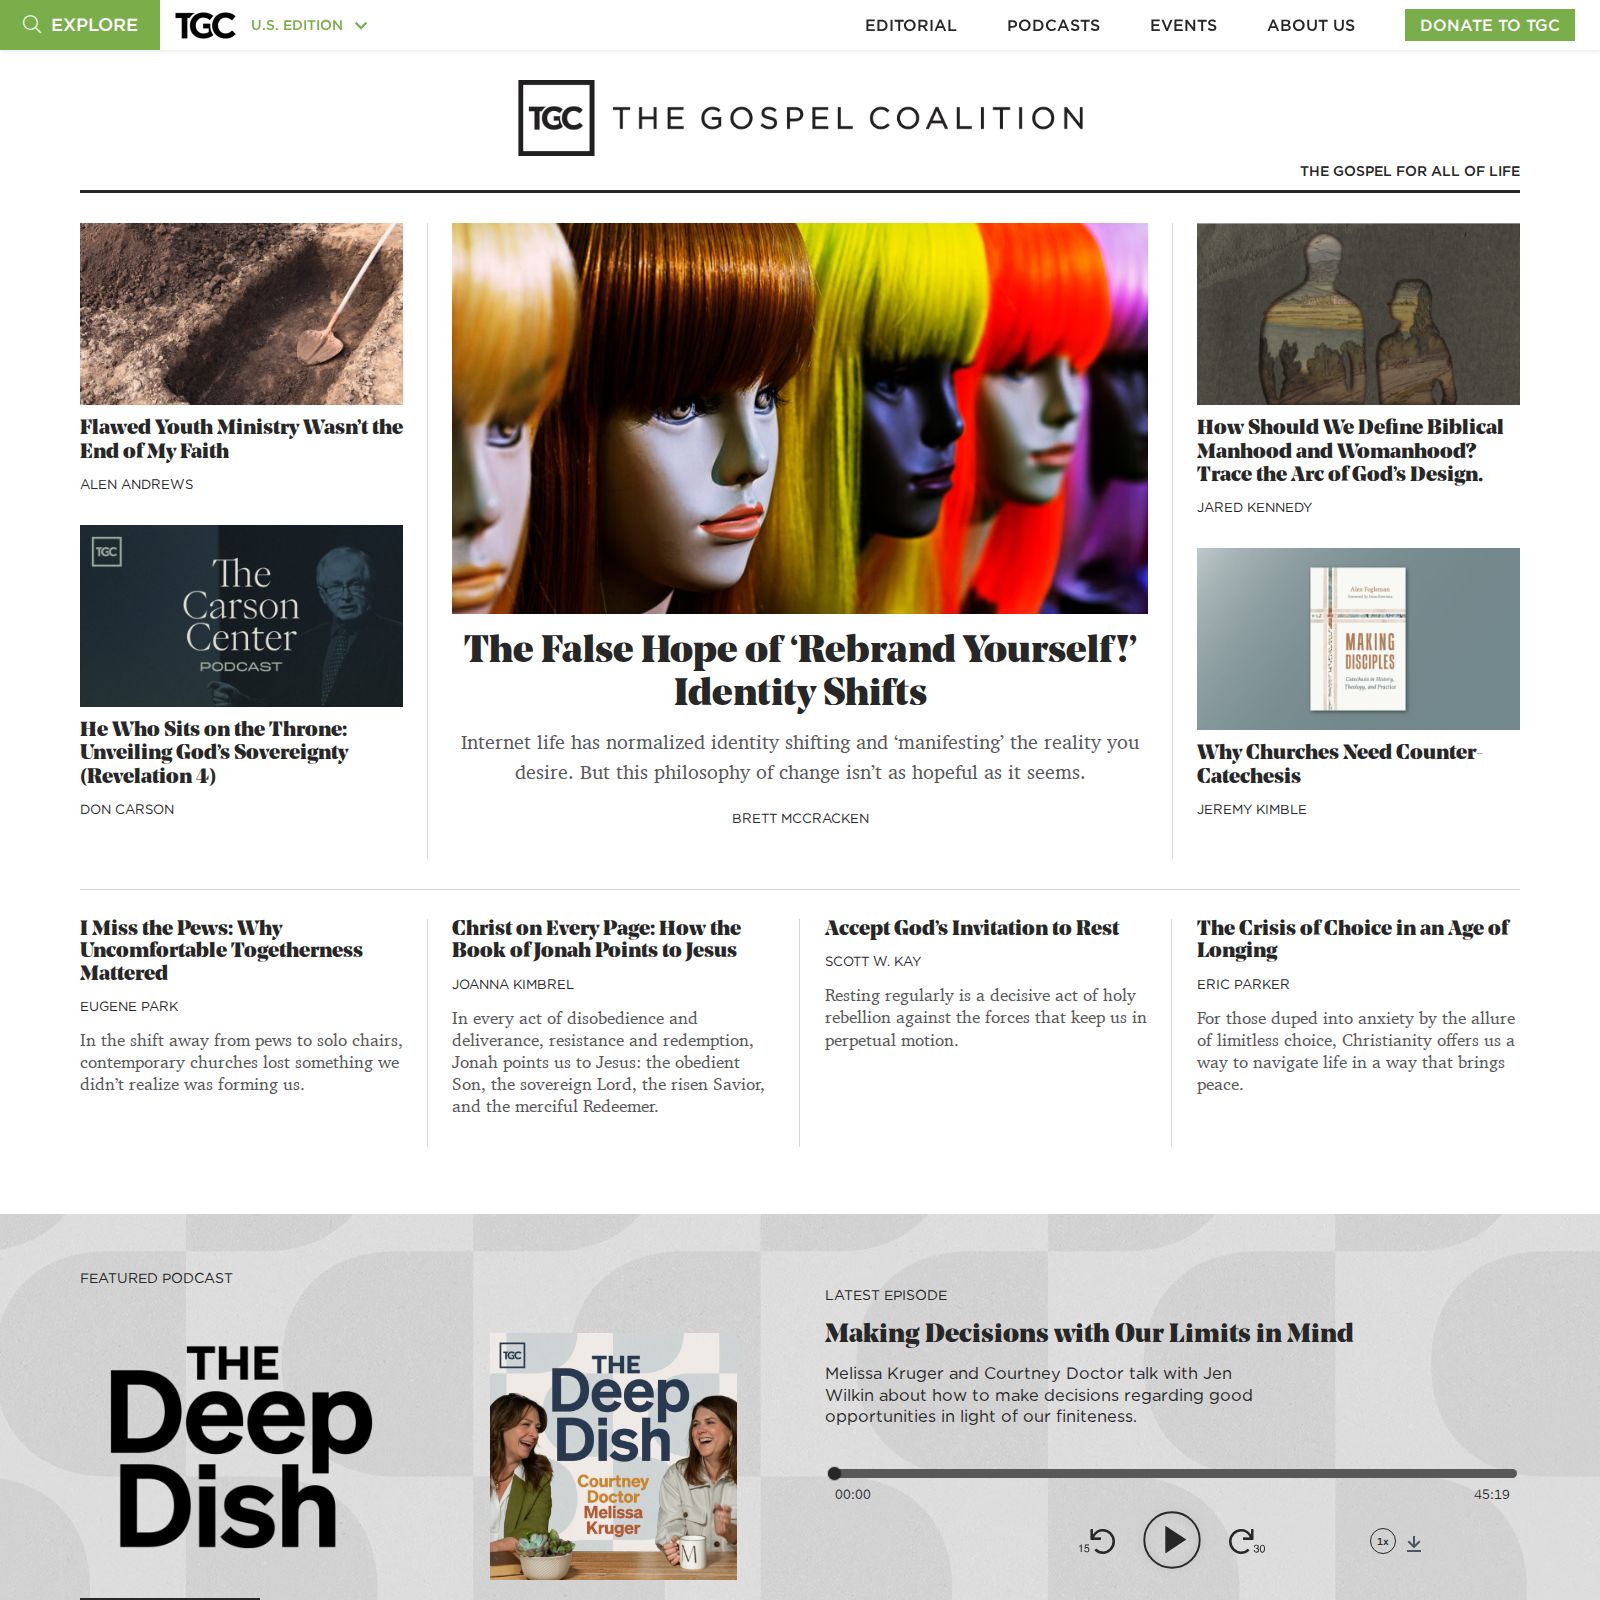 EXPLORE
TGC
U.S. EDITION
EDITORIAL
PODCASTS
EVENTS
ABOUT US
DONATE TO TGC
TGC THE GOSPEL COALITION
THE GOSPEL FOR ALL OF LIFE
Flawed Youth Ministry Wasn’t the
End of My Faith
ALEN ANDREWS
TGC
The
Carson
Center
PODCAST
He Who Sits on the Throne:
Unveiling God’s Sovereignty
(Revelation 4)
DON CARSON
The False Hope of ‘Rebrand Yourself!’
Identity Shifts
Internet life has normalized identity shifting and ‘manifesting’ the reality you
desire. But this philosophy of change isn’t as hopeful as it seems.
BRETT MCCRACKEN
How Should We Define Biblical
Manhood and Womanhood?
Trace the Arc of God’s Design.
JARED KENNEDY
Alex Fogleman
MAKING
DISCIPLES
Catechesis in History,
Theology, and Practice
Why Churches Need Counter-
Catechesis
JEREMY KIMBLE
I Miss the Pews: Why
Uncomfortable Togetherness
Mattered
EUGENE PARK
In the shift away from pews to solo chairs,
contemporary churches lost something we
didn’t realize was forming us.
Christ on Every Page: How the
Book of Jonah Points to Jesus
JOANNA KIMBREL
In every act of disobedience and
deliverance, resistance and redemption,
Jonah points us to Jesus: the obedient
Son, the sovereign Lord, the risen Savior,
and the merciful Redeemer.
Accept God’s Invitation to Rest
SCOTT W. KAY
Resting regularly is a decisive act of holy
rebellion against the forces that keep us in
perpetual motion.
The Crisis of Choice in an Age of
Longing
ERIC PARKER
For those duped into anxiety by the allure
of limitless choice, Christianity offers us a
way to navigate life in a way that brings
peace.
FEATURED PODCAST
THE
Deep
Dish
TGC
THE
Deep
Dish
Courtney
Doctor
Melissa
Kruger
M
LATEST EPISODE
Making Decisions with Our Limits in Mind
Melissa Kruger and Courtney Doctor talk with Jen
Wilkin about how to make decisions regarding good
opportunities in light of our finiteness.
00:00
45:19
15
30
1x